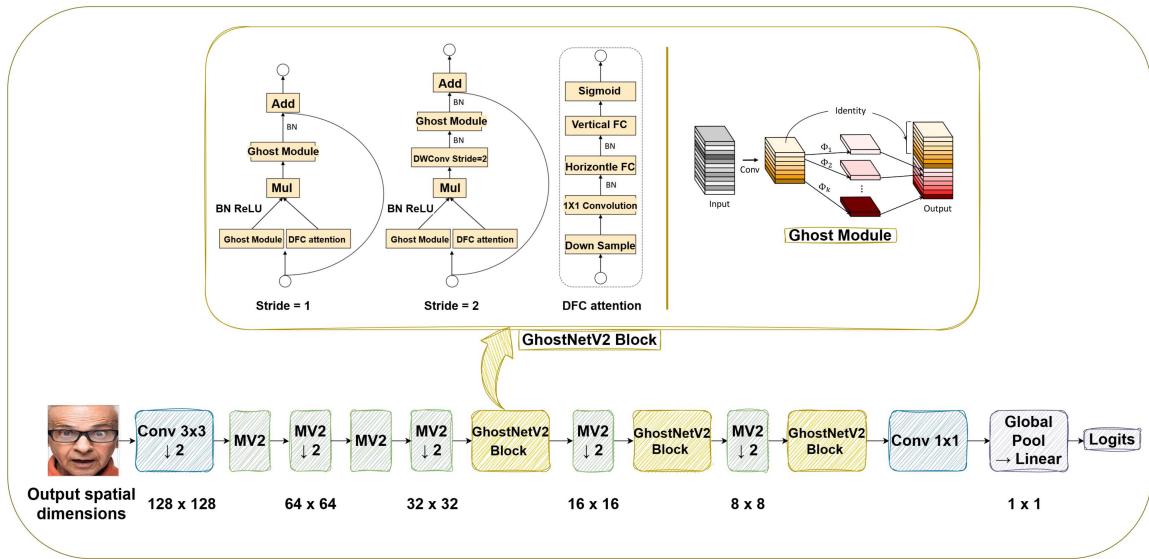 Add
BN
Ghost Module
Mul
BN ReLU
Ghost Module
DFC attention
Stride = 1
Add
BN
Ghost Module
BN
DWConv Stride=2
Mul
BN ReLU
Ghost Module
DFC attention
Stride = 2
Sigmoid
Vertical FC
BN
Horizontle FC
BN
1X1 Convolution
Down Sample
DFC attention
Identity
Input
Conv
Φ1
Φ2
⋮
Φk
Output
Ghost Module
GhostNetV2 Block
Conv 3x3
↓ 2
MV2
MV2
↓ 2
MV2
MV2
↓ 2
GhostNetV2
Block
MV2
↓ 2
GhostNetV2
Block
MV2
↓ 2
GhostNetV2
Block
Conv 1x1
Global
Pool
→ Linear
Logits
Output spatial
dimensions
128 x 128
64 x 64
32 x 32
16 x 16
8 x 8
1 x 1